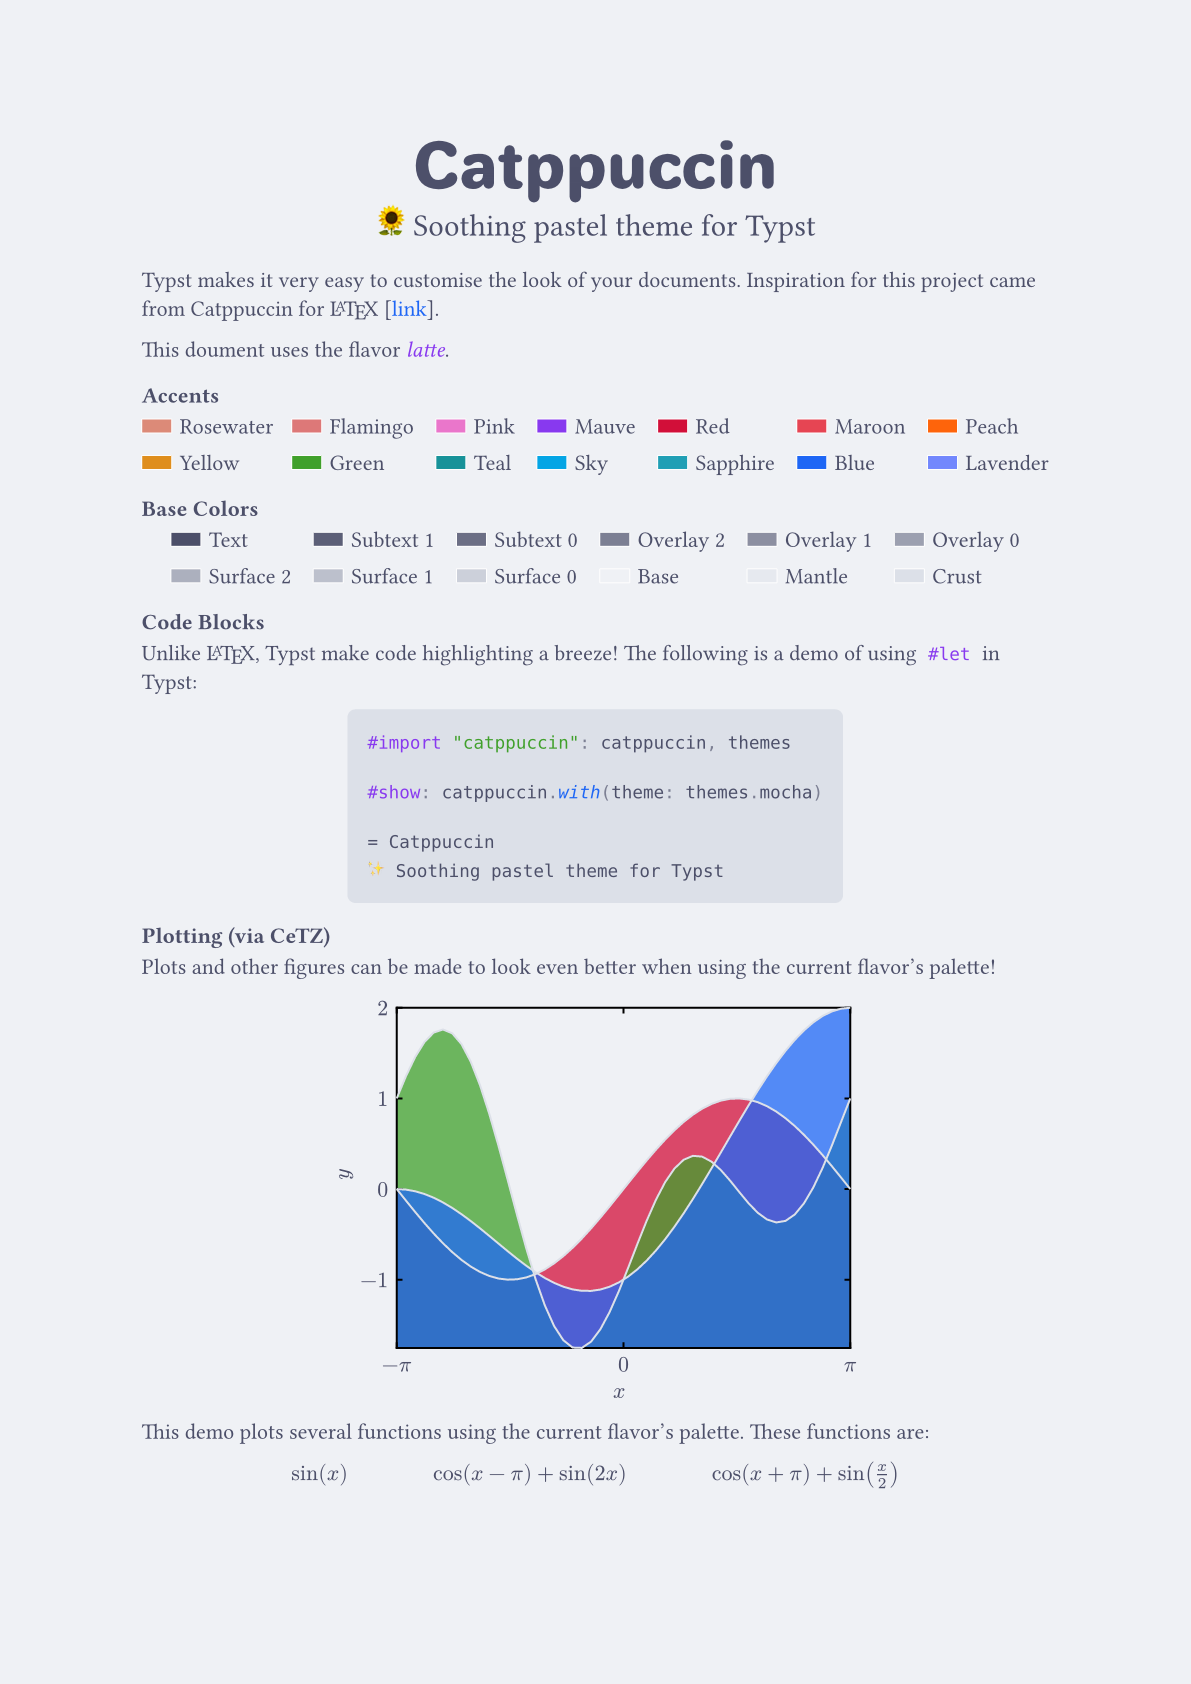 Catppuccin
🌻 Soothing pastel theme for Typst
Typst makes it very easy to customise the look of your documents. Inspiration for this project came
from Catppuccin for LATEX [link].
This doument uses the flavor latte.
Accents
Rosewater Flamingo Pink Mauve Red Maroon Peach
Yellow Green Teal Sky Sapphire Blue Lavender
Base Colors
Text Subtext 1 Subtext 0 Overlay 2 Overlay 1 Overlay 0
Surface 2 Surface 1 Surface 0 Base Mantle Crust
Code Blocks
Unlike LATEX, Typst make code highlighting a breeze! The following is a demo of using #let in
Typst:
#import "catppuccin": catppuccin, themes
#show: catppuccin.with(theme: themes.mocha)
= Catppuccin
✨ Soothing pastel theme for Typst
Plotting (via CeTZ)
Plots and other figures can be made to look even better when using the current flavor's palette!
2
1
y
0
−1
−π 0 π
x
This demo plots several functions using the current flavor's palette. These functions are:
sin(x) cos(x − π) + sin(2x) cos(x + π) + sin(x/2)